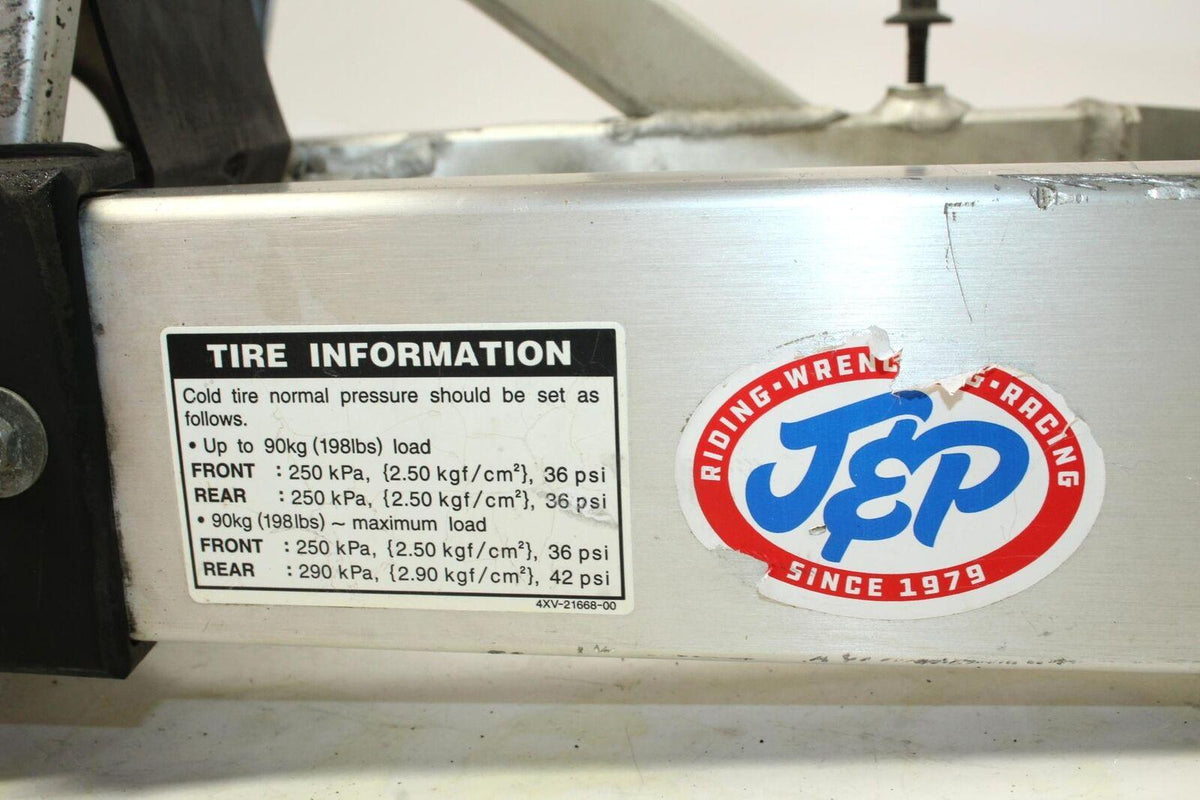 TIRE INFORMATION
Cold tire normal pressure should be set as
follows.
• Up to 90kg (198lbs) load
FRONT : 250 kPa, {2.50 kgf/cm²}, 36 psi
REAR : 250 kPa, {2.50 kgf/cm²}, 36 psi
• 90kg (198lbs) ~ maximum load
FRONT : 250 kPa, {2.50 kgf/cm²}, 36 psi
REAR : 290 kPa, {2.90 kgf/cm²}, 42 psi
4XV-21668-00
RIDING·WRENC G·RACING
J&P
SINCE 1979